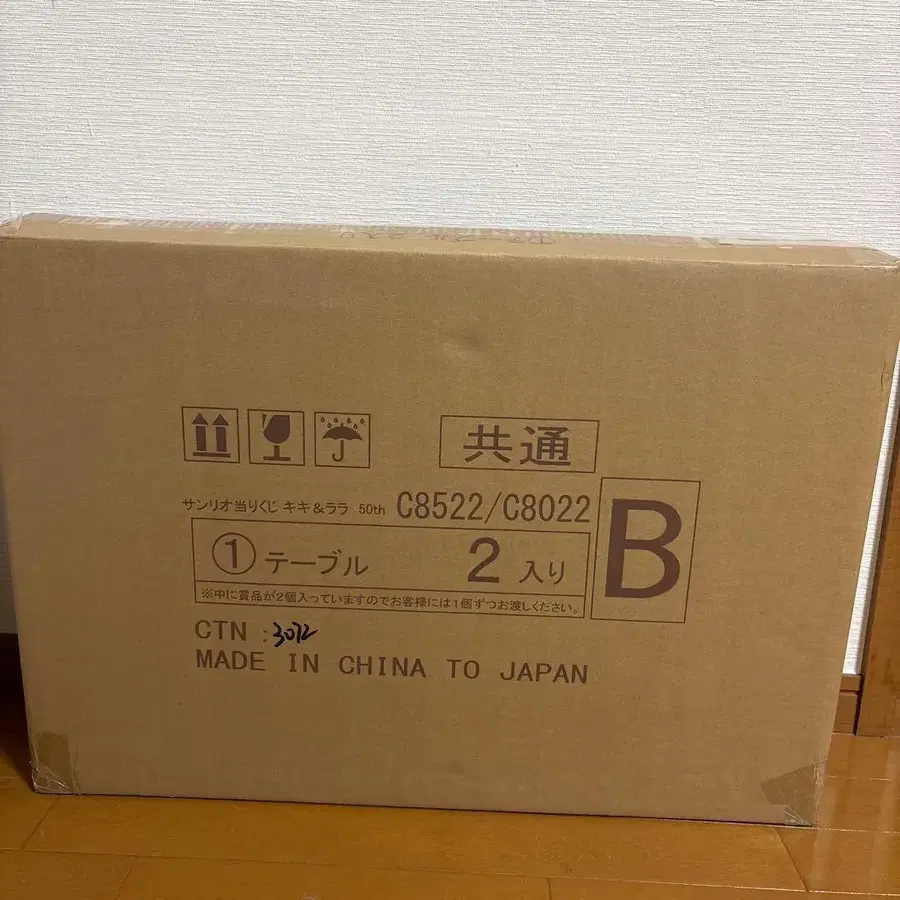 共通
サンリオ当りくじ キキ&ララ 50th C8522/C8022
①テーブル 2入り B
※中に賞品が2個入っていますのでお客様には1個ずつお渡しください。
CTN :3072
MADE IN CHINA TO JAPAN